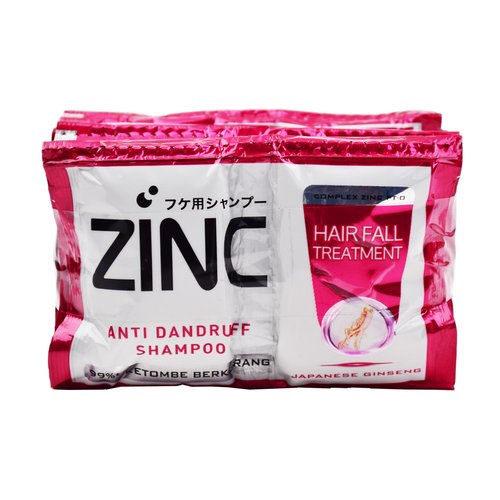 フケ用シャンプー
ZINC
ANTI DANDRUFF
SHAMPOO
COMPLEX ZINC PT-O
HAIR FALL
TREATMENT
JAPANESE GINSENG